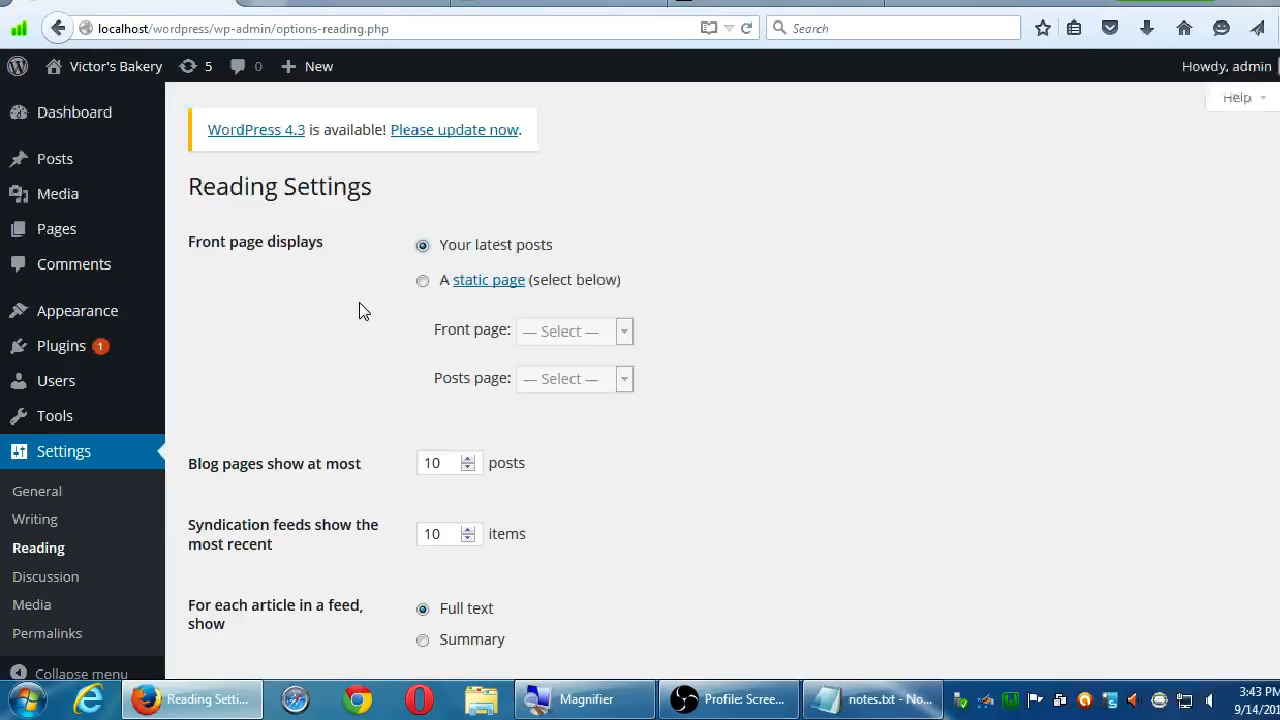 localhost/wordpress/wp-admin/options-reading.php
Search
Victor's Bakery
5
0
New
Howdy, admin
Help
Dashboard
Posts
Media
Pages
Comments
Appearance
Plugins 1
Users
Tools
Settings
General
Writing
Reading
Discussion
Media
Permalinks
Collapse menu
WordPress 4.3 is available! Please update now.
Reading Settings
Front page displays
Your latest posts
A static page (select below)
Front page: — Select —
Posts page: — Select —
Blog pages show at most 10 posts
Syndication feeds show the
most recent
10 items
For each article in a feed,
show
Full text
Summary
Reading Setti...
Magnifier
Profile: Scree...
notes.txt - No...
3:43 PM
9/14/201